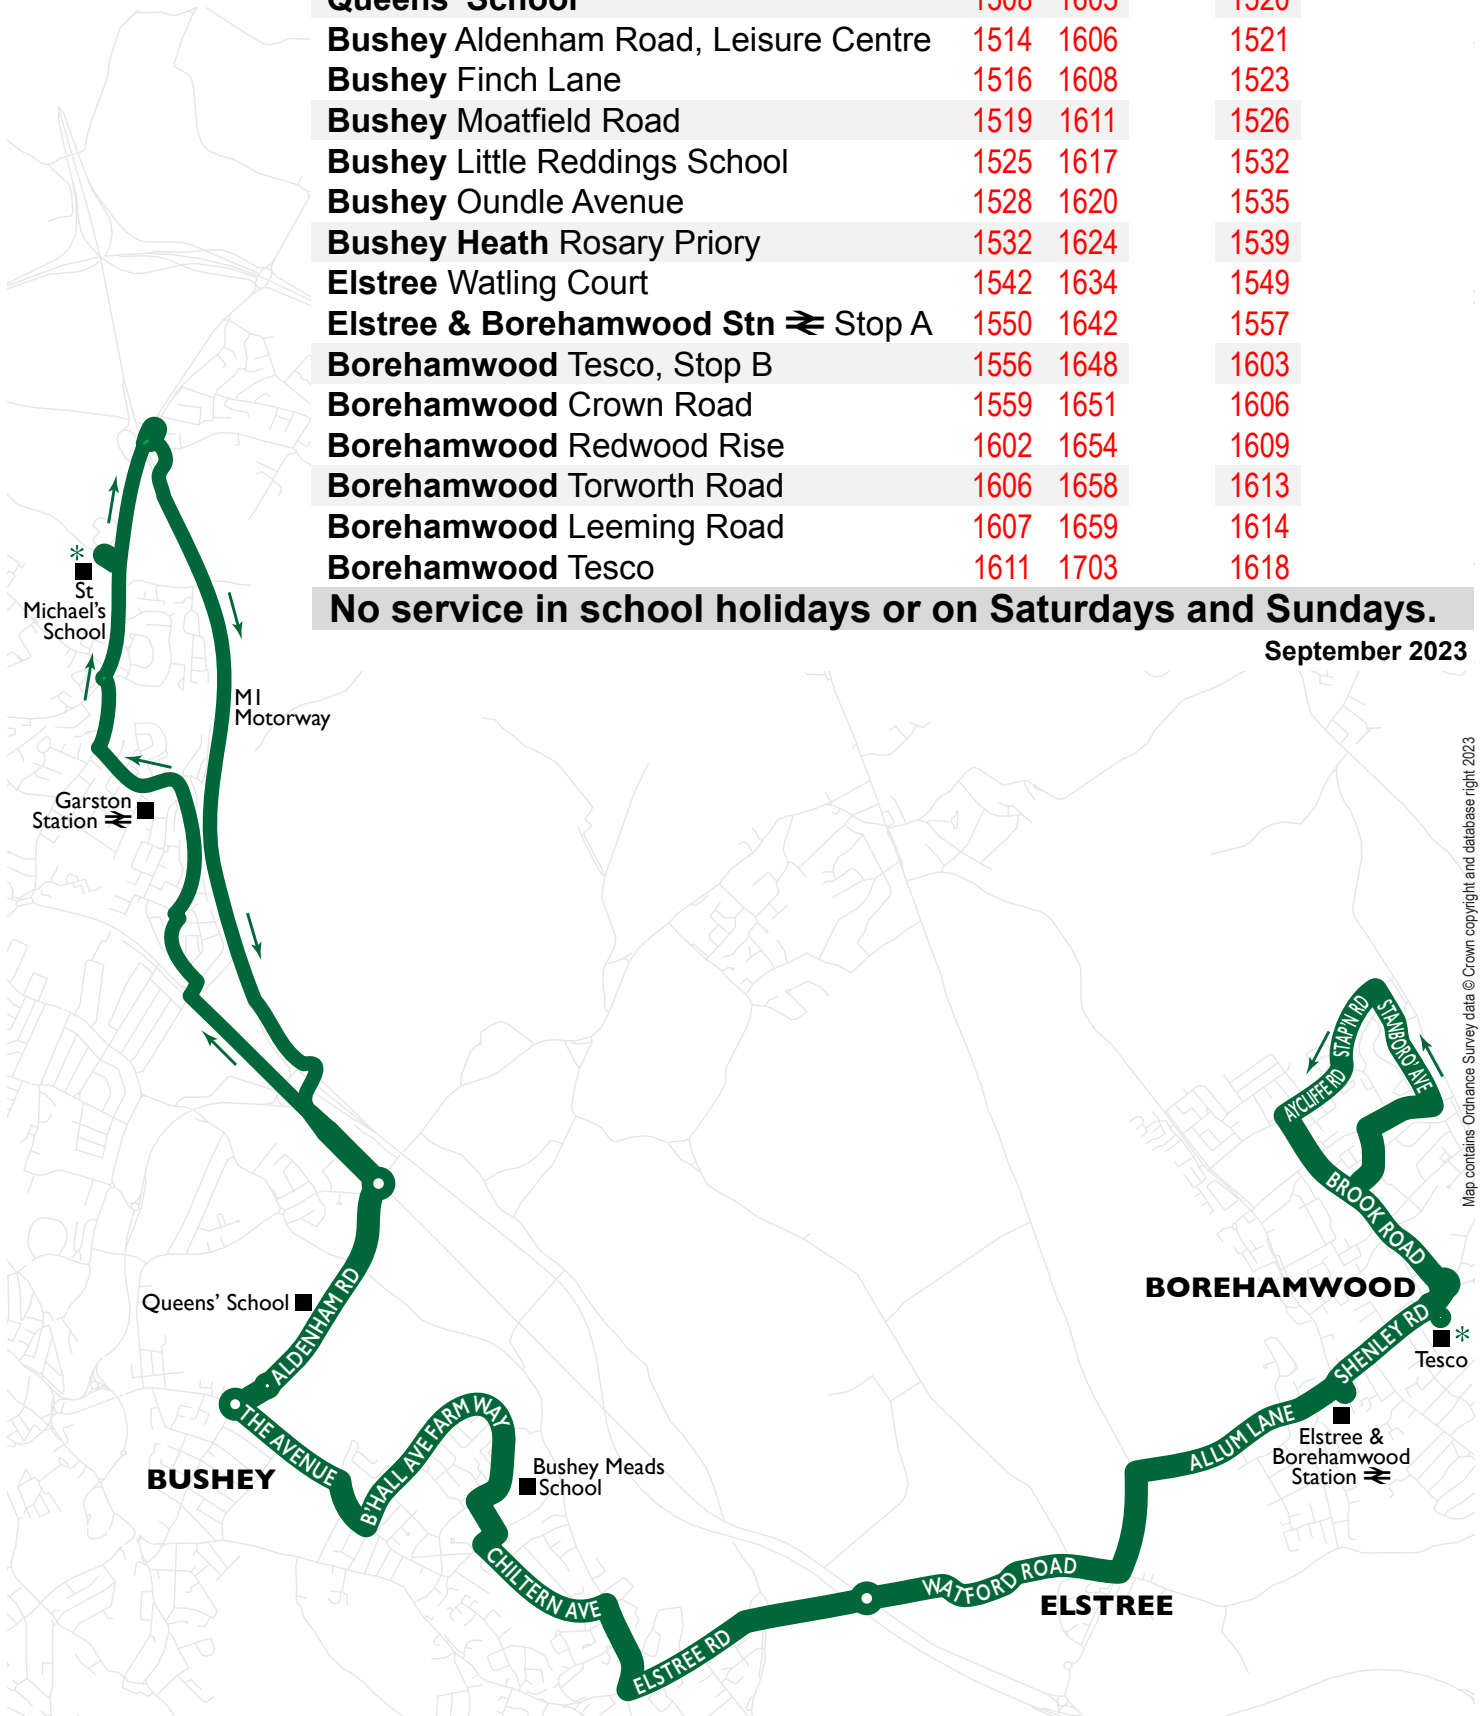 Queens' School 1508 1605 1520
Bushey Aldenham Road, Leisure Centre 1514 1606 1521
Bushey Finch Lane 1516 1608 1523
Bushey Moatfield Road 1519 1611 1526
Bushey Little Reddings School 1525 1617 1532
Bushey Oundle Avenue 1528 1620 1535
Bushey Heath Rosary Priory 1532 1624 1539
Elstree Watling Court 1542 1634 1549
Elstree & Borehamwood Stn Stop A 1550 1642 1557
Borehamwood Tesco, Stop B 1556 1648 1603
Borehamwood Crown Road 1559 1651 1606
Borehamwood Redwood Rise 1602 1654 1609
Borehamwood Torworth Road 1606 1658 1613
Borehamwood Leeming Road 1607 1659 1614
Borehamwood Tesco 1611 1703 1618
No service in school holidays or on Saturdays and Sundays.
September 2023
*
St
Michael's
School
M1
Motorway
Garston
Station
Map contains Ordnance Survey data © Crown copyright and database right 2023
STAP'N RD
STANBORO' AVE
AYCLIFFE RD
BROOK ROAD
BOREHAMWOOD
Queens' School
ALDENHAM RD
SHENLEY RD
*
Tesco
THE AVENUE
B'HALL AVE FARM WAY
ALLUM LANE
Elstree &
Borehamwood
Station
BUSHEY
Bushey Meads
School
CHILTERN AVE
WATFORD ROAD
ELSTREE
ELSTREE RD